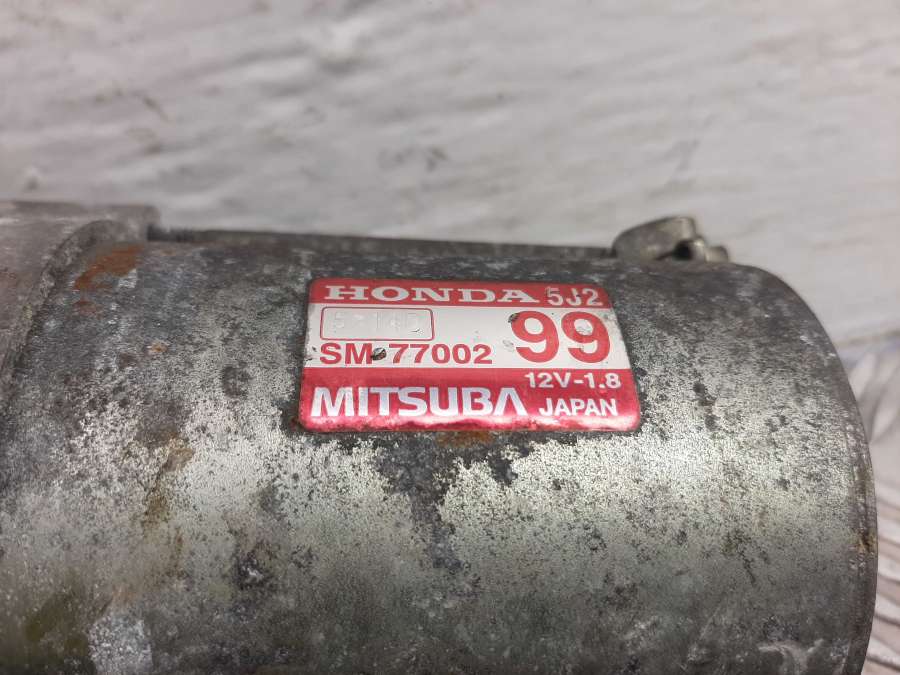 HONDA 5J2
99
SM-77002
12V-1.8
MITSUBA JAPAN